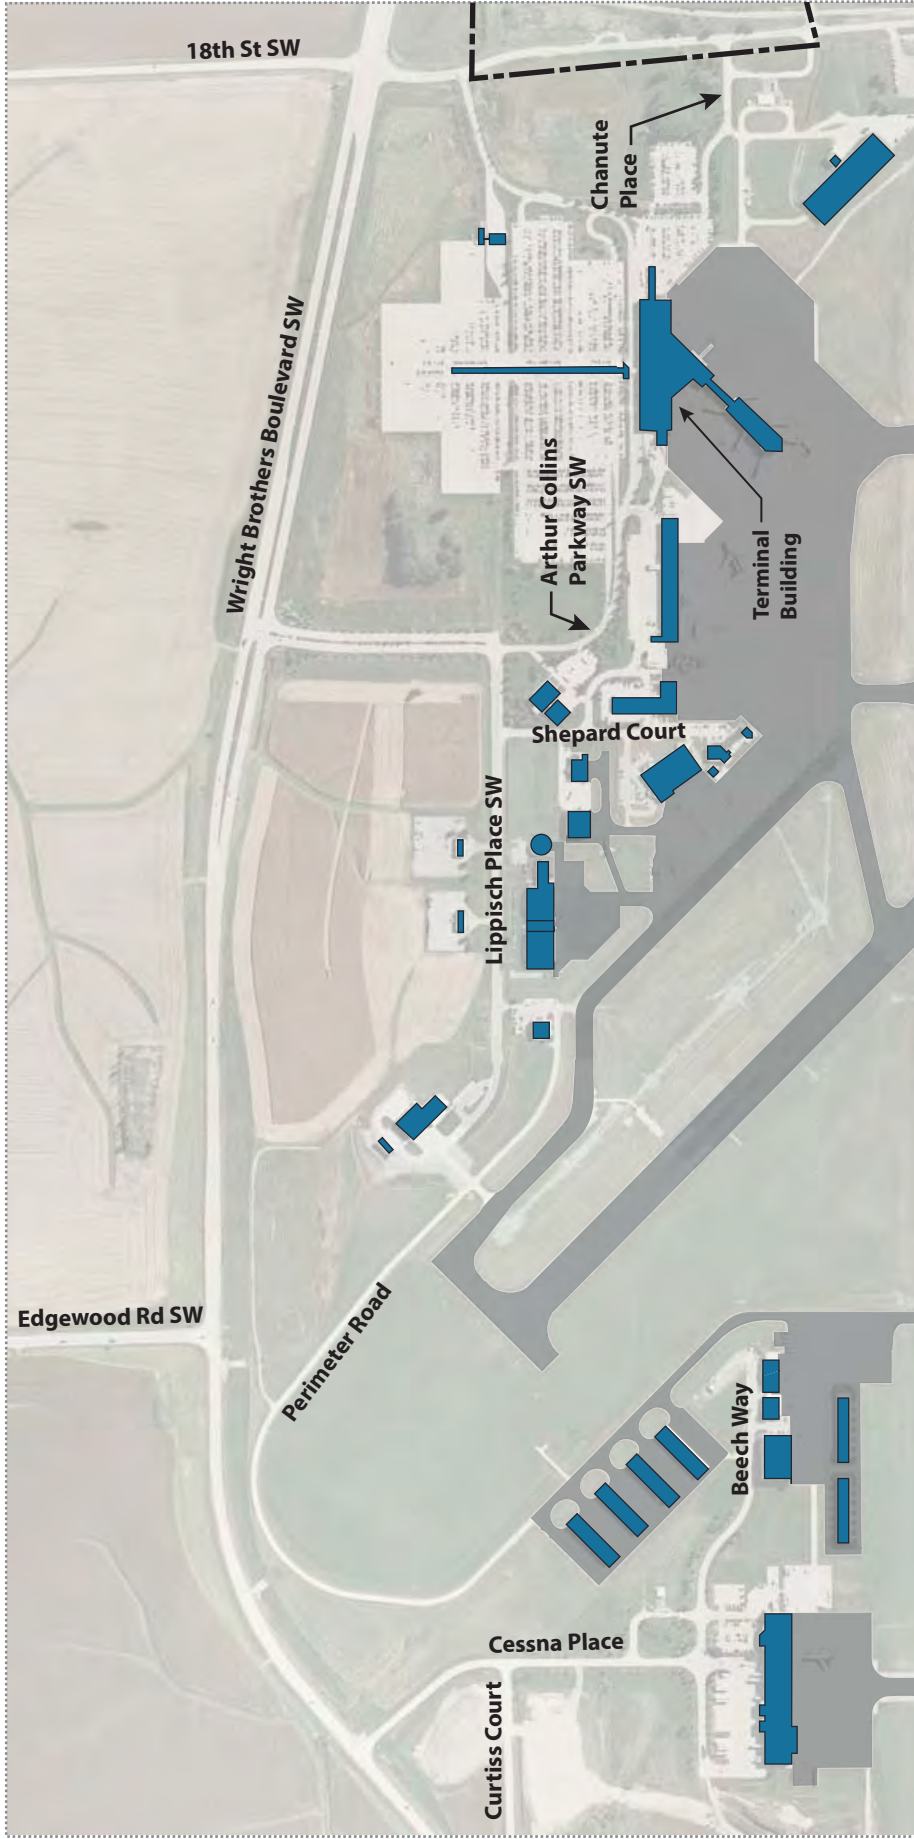 18th St SW
Chanute
Place
Wright Brothers Boulevard SW
Arthur Collins
Parkway SW
Terminal
Building
Shepard Court
Lippisch Place SW
Edgewood Rd SW
Perimeter Road
Beech Way
Cessna Place
Curtiss Court